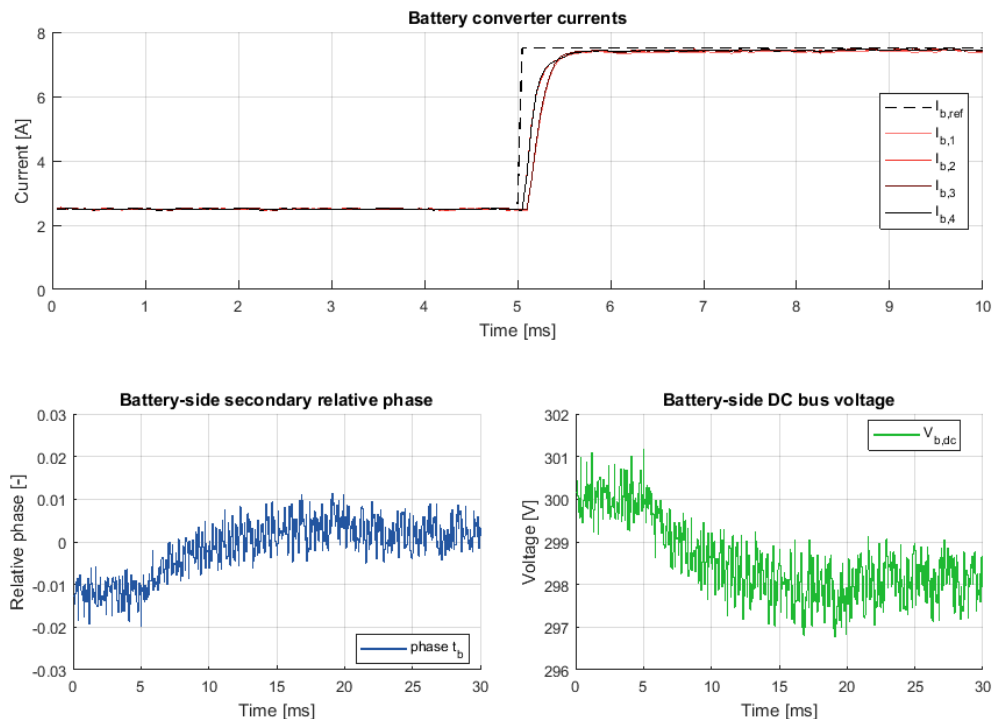 Battery converter currents
8
6
4
2
0
Current [A]
I_b,ref
I_b,1
I_b,2
I_b,3
I_b,4
0 1 2 3 4 5 6 7 8 9 10
Time [ms]
Battery-side secondary relative phase
0.03
0.02
0.01
0
-0.01
-0.02
-0.03
Relative phase [-]
phase t_b
0 5 10 15 20 25 30
Time [ms]
Battery-side DC bus voltage
302
301
300
299
298
297
296
Voltage [V]
V_b,dc
0 5 10 15 20 25 30
Time [ms]